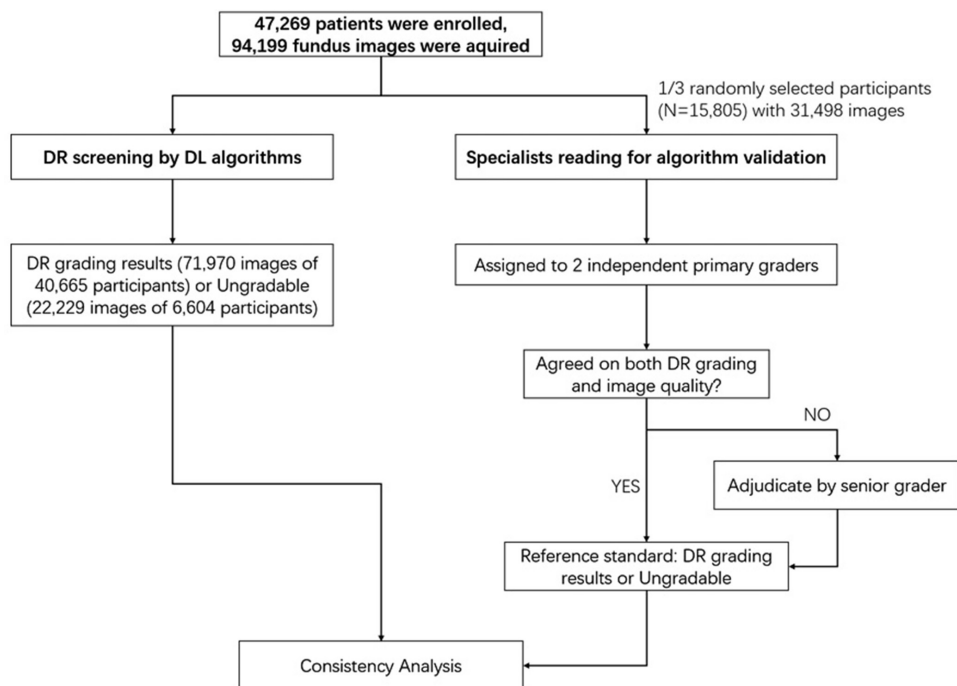 47,269 patients were enrolled,
94,199 fundus images were aquired
1/3 randomly selected participants
(N=15,805) with 31,498 images
DR screening by DL algorithms
Specialists reading for algorithm validation
DR grading results (71,970 images of
40,665 participants) or Ungradable
(22,229 images of 6,604 participants)
Assigned to 2 independent primary graders
Agreed on both DR grading
and image quality?
NO
YES
Adjudicate by senior grader
Reference standard: DR grading
results or Ungradable
Consistency Analysis